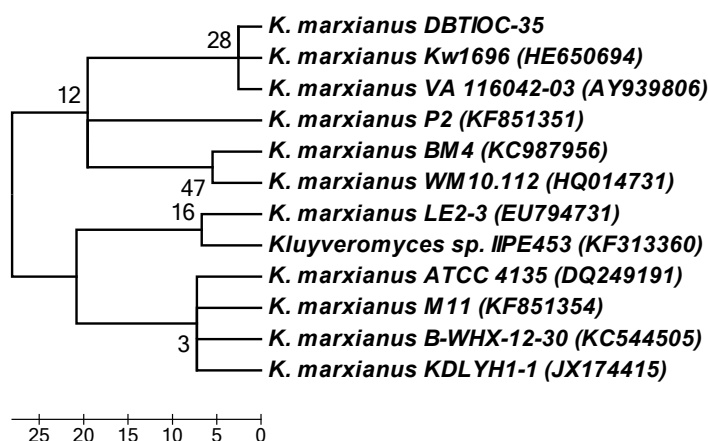 K. marxianus DBTIOC-35
28
K. marxianus Kw1696 (HE650694)
K. marxianus VA 116042-03 (AY939806)
12
K. marxianus P2 (KF851351)
K. marxianus BM4 (KC987956)
K. marxianus WM10.112 (HQ014731)
47
16
K. marxianus LE2-3 (EU794731)
Kluyveromyces sp. IIPE453 (KF313360)
K. marxianus ATCC 4135 (DQ249191)
K. marxianus M11 (KF851354)
K. marxianus B-WHX-12-30 (KC544505)
3
K. marxianus KDLYH1-1 (JX174415)
25 20 15 10 5 0